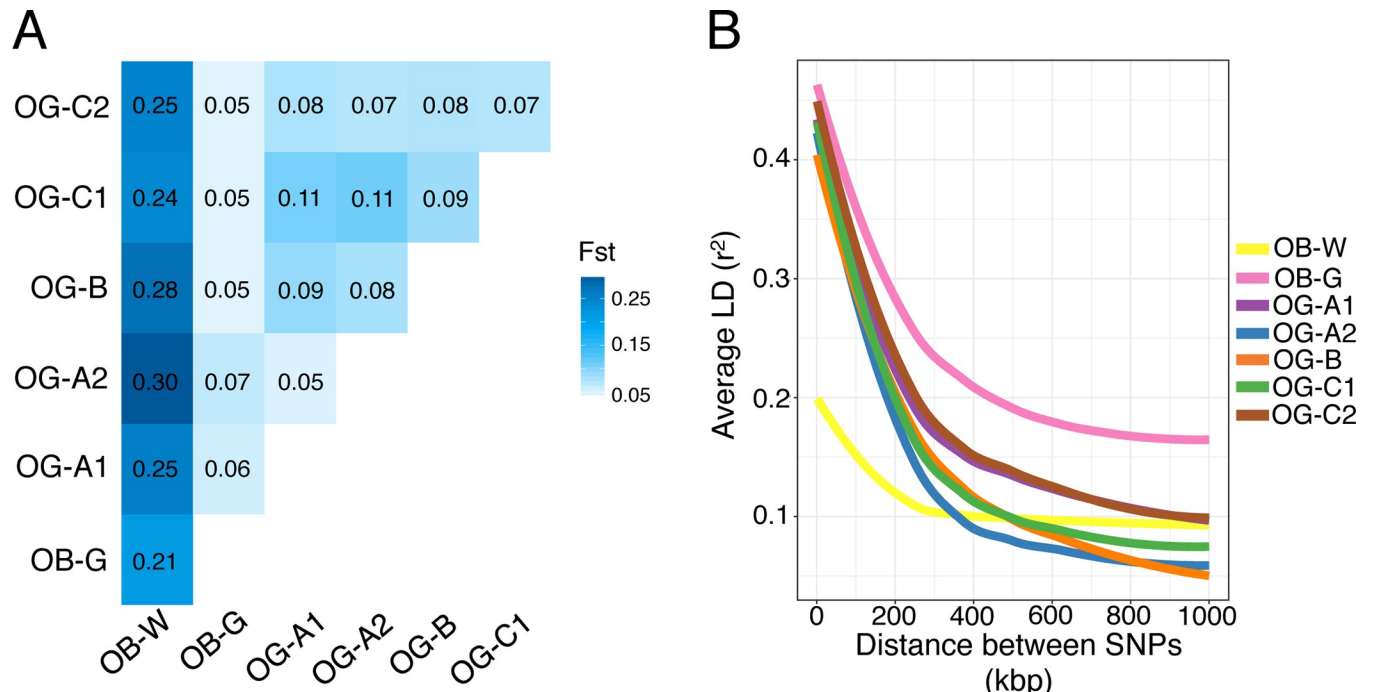 A
OG-C2 0.25 0.05 0.08 0.07 0.08 0.07
OG-C1 0.24 0.05 0.11 0.11 0.09
OG-B 0.28 0.05 0.09 0.08
OG-A2 0.30 0.07 0.05
OG-A1 0.25 0.06
OB-G 0.21
OB-W OB-G OG-A1 OG-A2 OG-B OG-C1
Fst
0.25
0.15
0.05
B
Average LD (r²)
0.4
0.3
0.2
0.1
0 200 400 600 800 1000
Distance between SNPs
(kbp)
OB-W
OB-G
OG-A1
OG-A2
OG-B
OG-C1
OG-C2